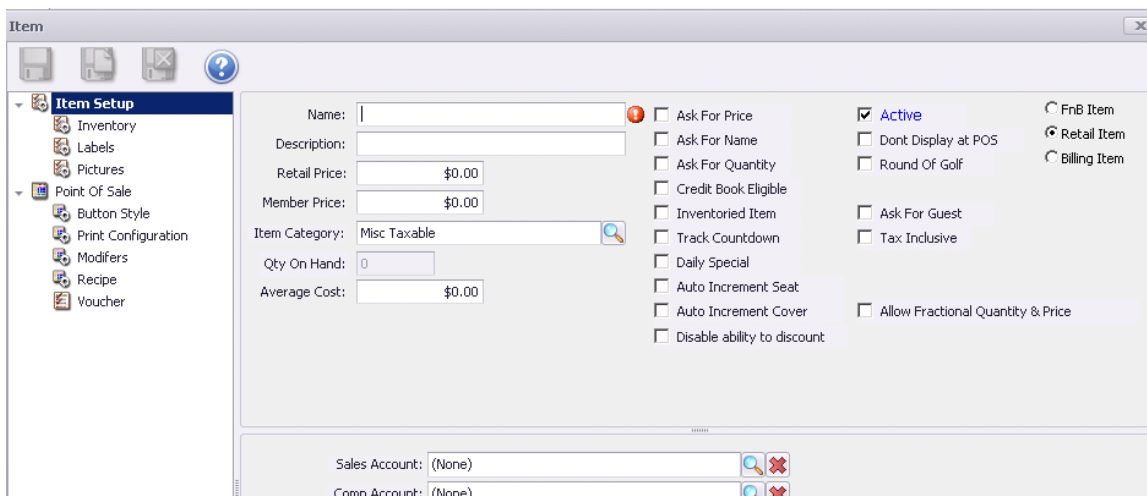 Item
Item Setup
Inventory
Labels
Pictures
Point Of Sale
Button Style
Print Configuration
Modifers
Recipe
Voucher
Name:
Description:
Retail Price: $0.00
Member Price: $0.00
Item Category: Misc Taxable
Qty On Hand: 0
Average Cost: $0.00
Ask For Price
Ask For Name
Ask For Quantity
Credit Book Eligible
Inventoried Item
Track Countdown
Daily Special
Auto Increment Seat
Auto Increment Cover
Disable ability to discount
Active
Dont Display at POS
Round Of Golf
Ask For Guest
Tax Inclusive
Allow Fractional Quantity & Price
FnB Item
Retail Item
Billing Item
Sales Account: (None)
Comp Account: (None)